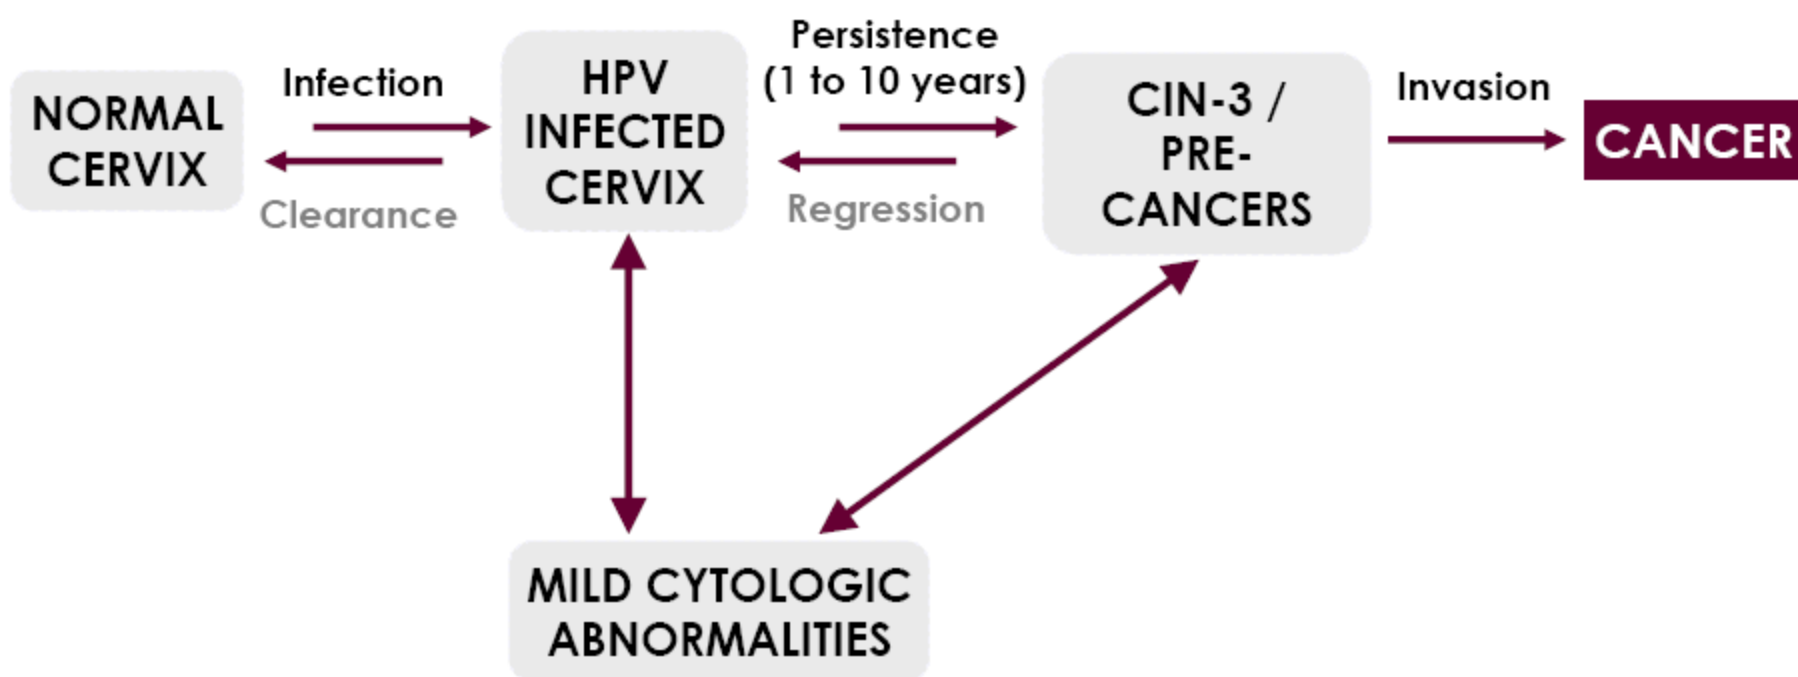 NORMAL
CERVIX
Infection
Clearance
HPV
INFECTED
CERVIX
Persistence
(1 to 10 years)
Regression
CIN-3 /
PRE-
CANCERS
Invasion
CANCER
MILD CYTOLOGIC
ABNORMALITIES